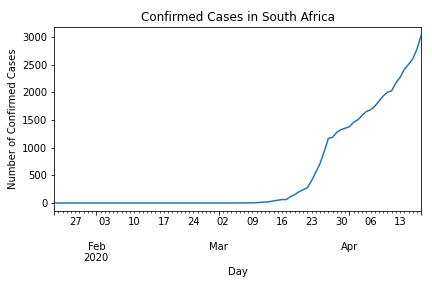 Confirmed Cases in South Africa
3000
2500
2000
1500
1000
500
0
Number of Confirmed Cases
27 03 10 17 24 02 09 16 23 30 06 13
Feb Mar Apr
2020
Day